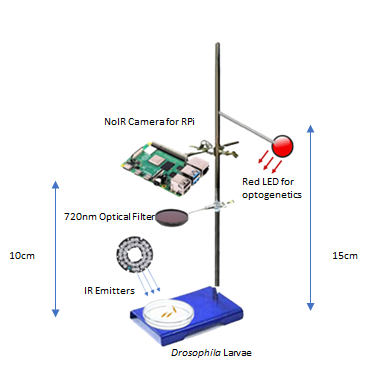 NoIR Camera for RPi
Red LED for
optogenetics
720nm Optical Filter
10cm
15cm
IR Emitters
Drosophila Larvae